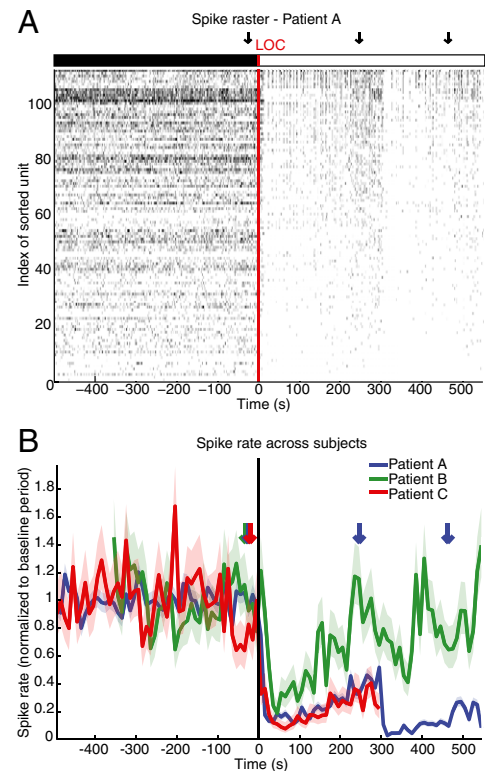 A
Spike raster - Patient A
LOC
Index of sorted unit
100
80
60
40
20
0
−400 −300 −200 −100 0 100 200 300 400 500
Time (s)
B
Spike rate across subjects
Patient A
Patient B
Patient C
Spike rate (normalized to baseline period)
1.8
1.6
1.4
1.2
1
0.8
0.6
0.4
0.2
0
-400 -300 -200 -100 0 100 200 300 400 500
Time (s)